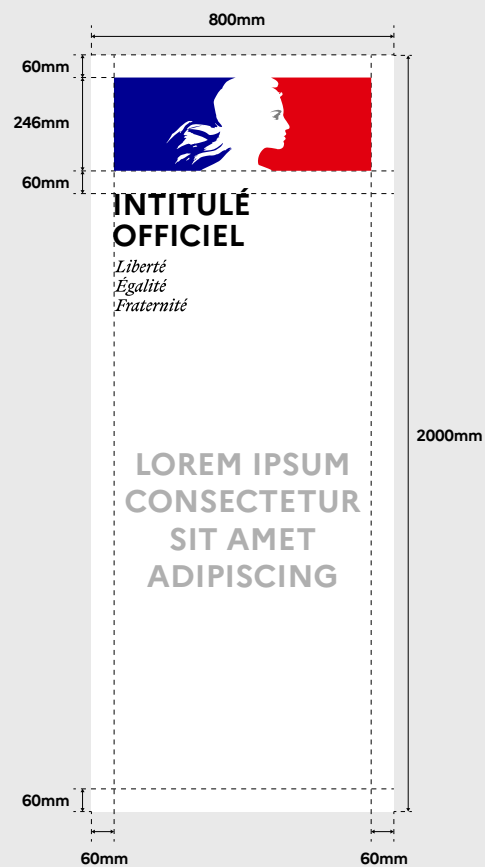 800mm
60mm
246mm
60mm
INTITULÉ
OFFICIEL
Liberté
Égalité
Fraternité
2000mm
LOREM IPSUM
CONSECTETUR
SIT AMET
ADIPISCING
60mm
60mm
60mm